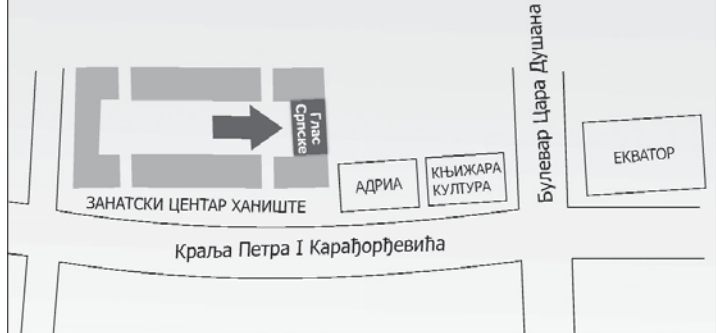 Булевар Цара Душана
Глас
Српске
ЕКВАТОР
АДРИА
КЊИЖАРА
КУЛТУРА
ЗАНАТСКИ ЦЕНТАР ХАНИШТЕ
Краља Петра I Карађорђевића